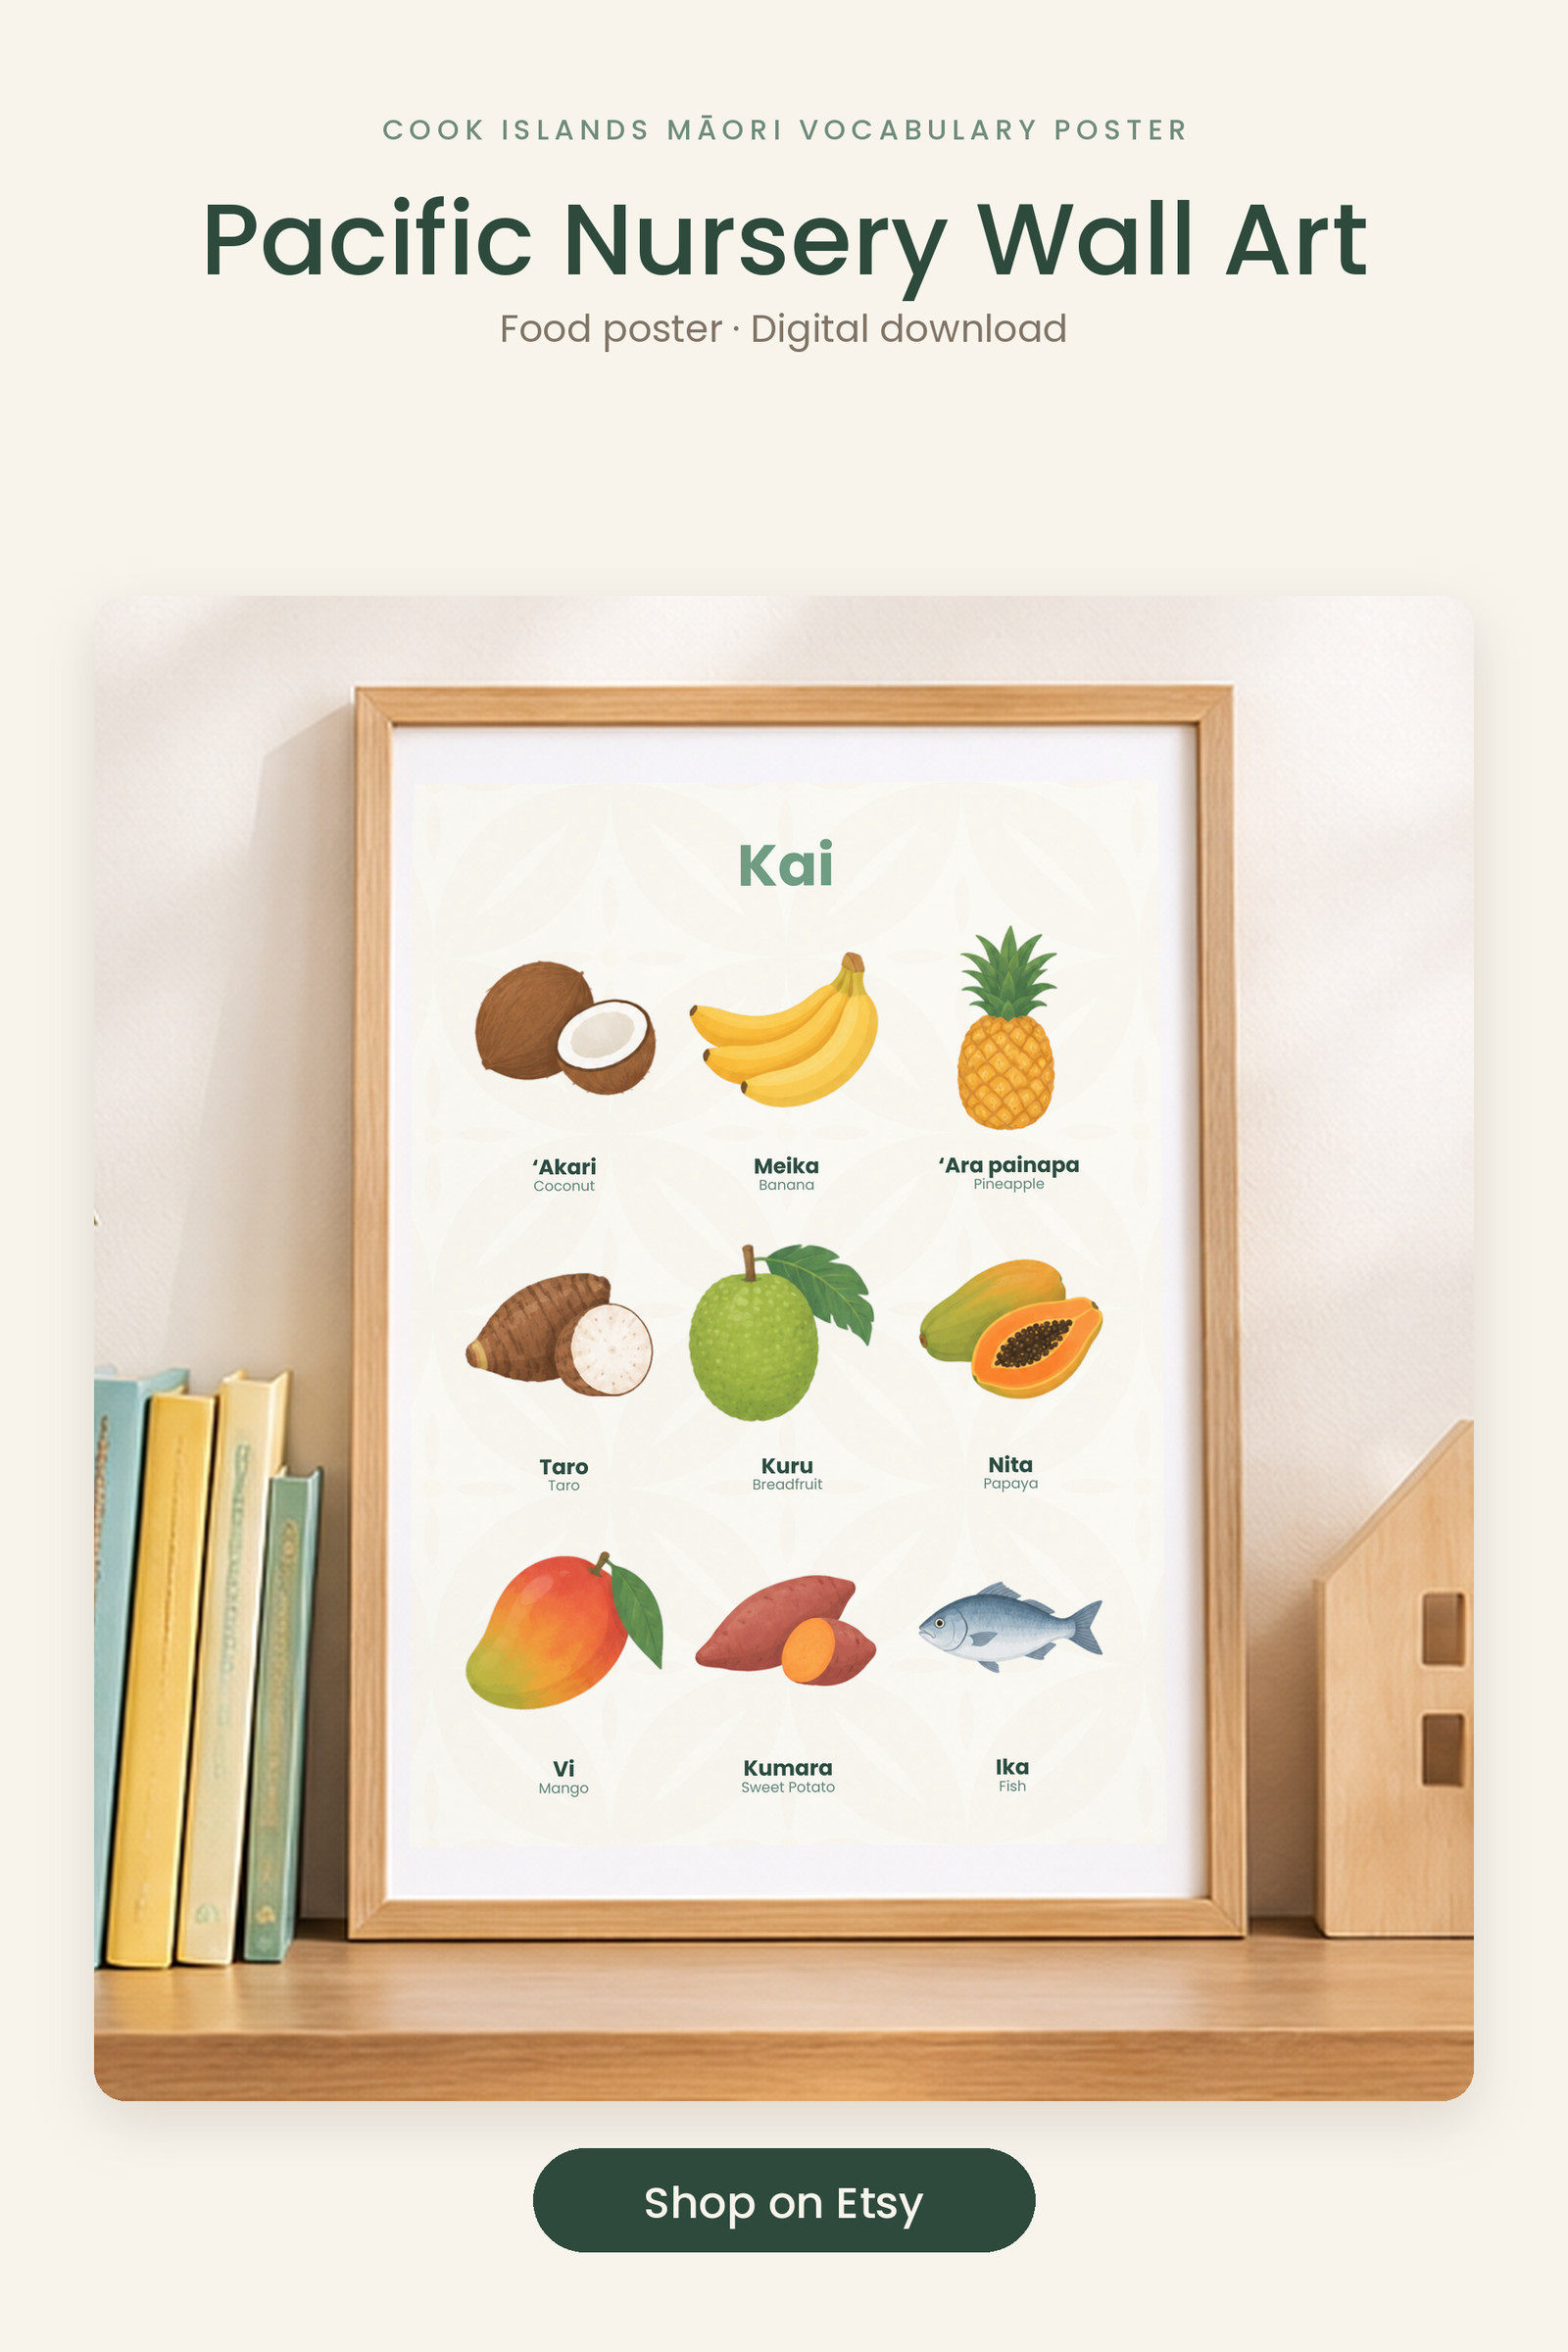 COOK ISLANDS MĀORI VOCABULARY POSTER
Pacific Nursery Wall Art
Food poster · Digital download
Kai
ʻAkari
Coconut
Meika
Banana
ʻAra painapa
Pineapple
Taro
Taro
Kuru
Breadfruit
Nita
Papaya
Vi
Mango
Kumara
Sweet Potato
Ika
Fish
Shop on Etsy